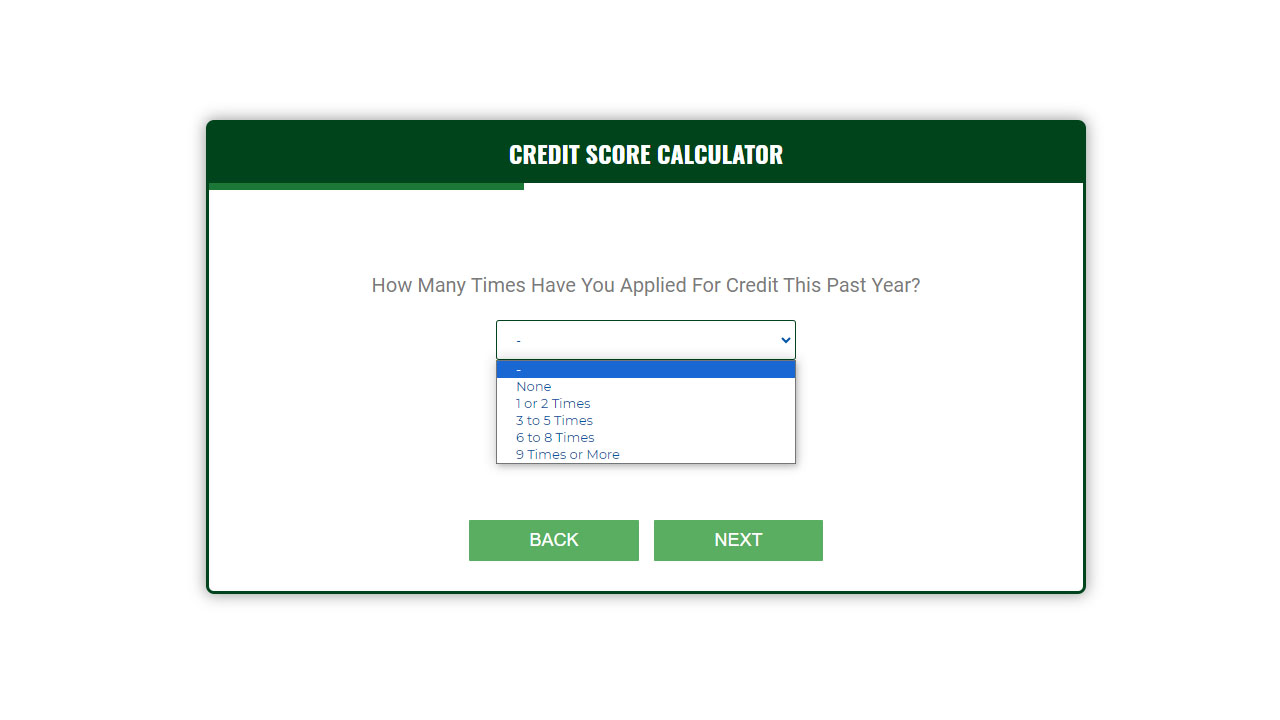 CREDIT SCORE CALCULATOR
How Many Times Have You Applied For Credit This Past Year?
-
-
None
1 or 2 Times
3 to 5 Times
6 to 8 Times
9 Times or More
BACK NEXT